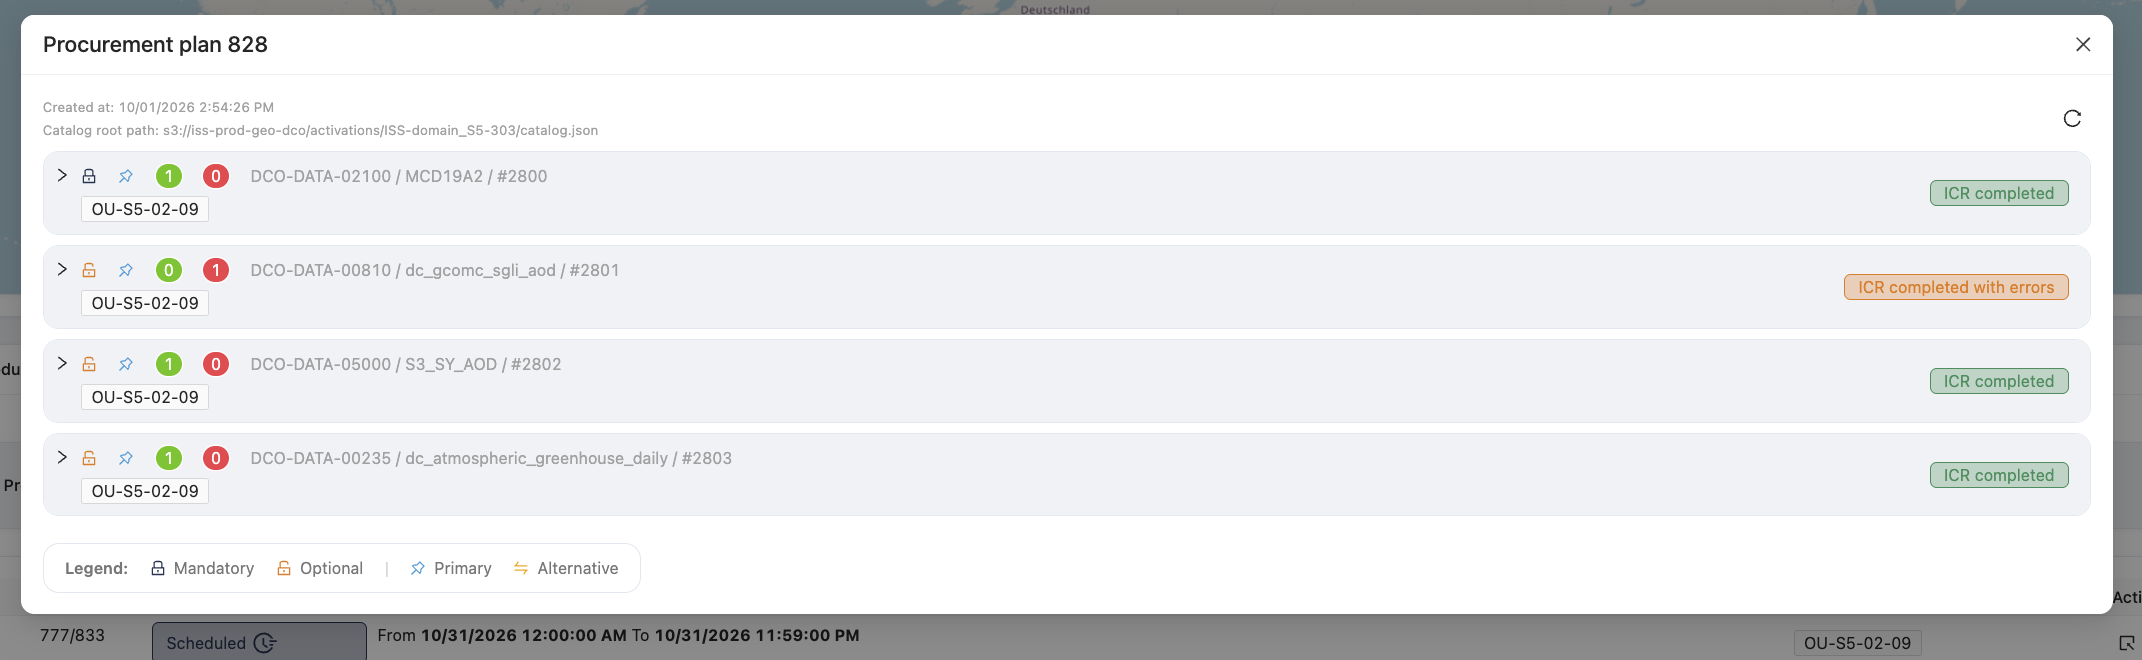 Deutschland
Procurement plan 828
Created at: 10/01/2026 2:54:26 PM
Catalog root path: s3://iss-prod-geo-dco/activations/ISS-domain_S5-303/catalog.json
1 0 DCO-DATA-02100 / MCD19A2 / #2800
OU-S5-02-09
ICR completed
0 1 DCO-DATA-00810 / dc_gcomc_sgli_aod / #2801
OU-S5-02-09
ICR completed with errors
1 0 DCO-DATA-05000 / S3_SY_AOD / #2802
OU-S5-02-09
ICR completed
1 0 DCO-DATA-00235 / dc_atmospheric_greenhouse_daily / #2803
OU-S5-02-09
ICR completed
Legend: Mandatory Optional | Primary Alternative
777/833 Scheduled From 10/31/2026 12:00:00 AM To 10/31/2026 11:59:00 PM OU-S5-02-09